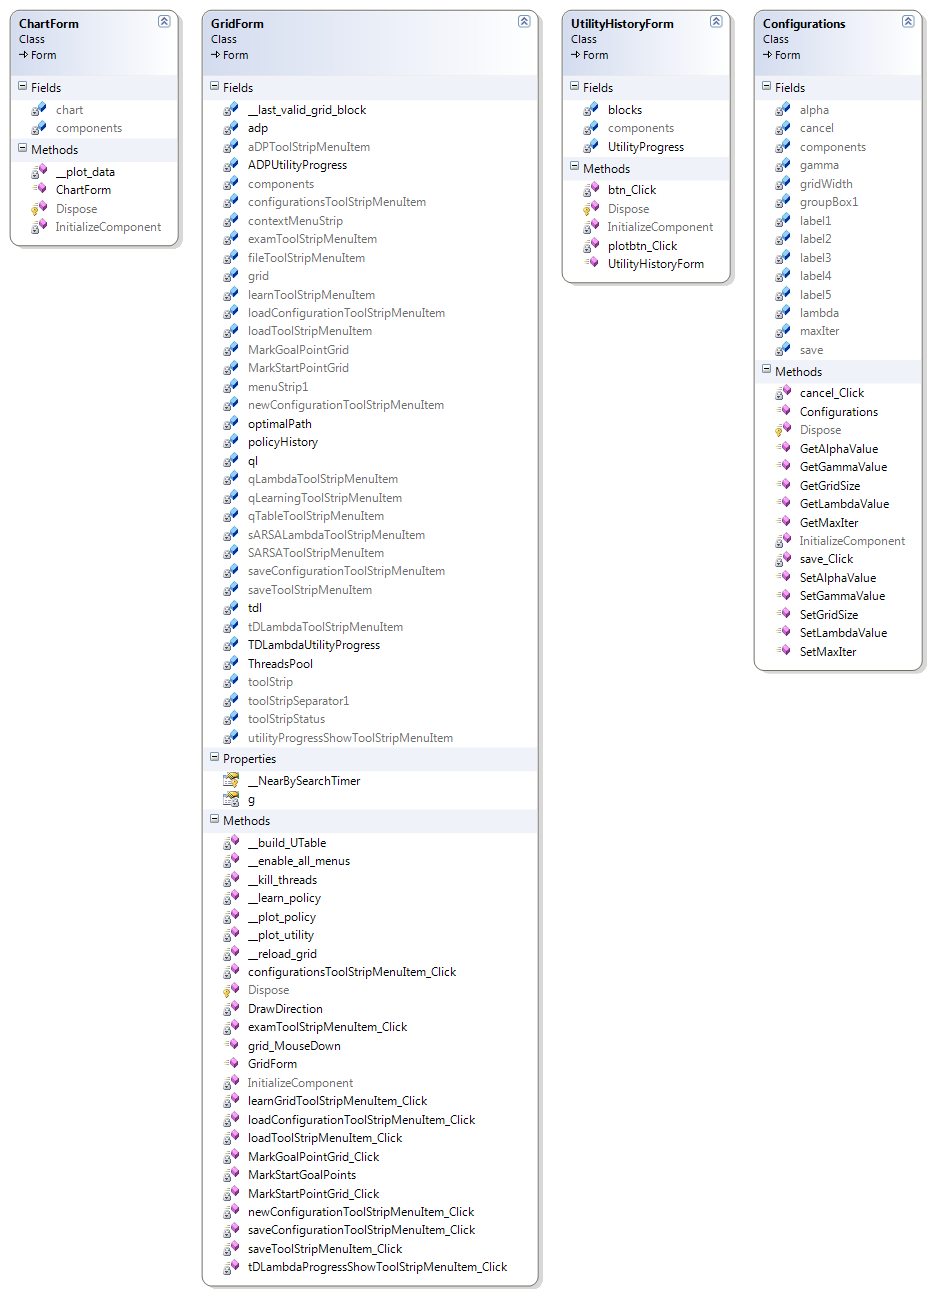 ChartForm
Class
Form
Fields
chart
components
Methods
__plot_data
ChartForm
Dispose
InitializeComponent
GridForm
Class
Form
Fields
__last_valid_grid_block
adp
aDPToolStripMenuItem
ADPUtilityProgress
components
configurationsToolStripMenuItem
contextMenuStrip
examToolStripMenuItem
fileToolStripMenuItem
grid
learnToolStripMenuItem
loadConfigurationToolStripMenuItem
loadToolStripMenuItem
MarkGoalPointGrid
MarkStartPointGrid
menuStrip1
newConfigurationToolStripMenuItem
optimalPath
policyHistory
ql
qLambdaToolStripMenuItem
qLearningToolStripMenuItem
qTableToolStripMenuItem
sARSALambdaToolStripMenuItem
SARSAToolStripMenuItem
saveConfigurationToolStripMenuItem
saveToolStripMenuItem
tdl
tDLambdaToolStripMenuItem
TDLambdaUtilityProgress
ThreadsPool
toolStrip
toolStripSeparator1
toolStripStatus
utilityProgressShowToolStripMenuItem
Properties
__NearBySearchTimer
g
Methods
__build_UTable
__enable_all_menus
__kill_threads
__learn_policy
__plot_policy
__plot_utility
__reload_grid
configurationsToolStripMenuItem_Click
Dispose
DrawDirection
examToolStripMenuItem_Click
grid_MouseDown
GridForm
InitializeComponent
learnGridToolStripMenuItem_Click
loadConfigurationToolStripMenuItem_Click
loadToolStripMenuItem_Click
MarkGoalPointGrid_Click
MarkStartGoalPoints
MarkStartPointGrid_Click
newConfigurationToolStripMenuItem_Click
saveConfigurationToolStripMenuItem_Click
saveToolStripMenuItem_Click
tDLambdaProgressShowToolStripMenuItem_Click
UtilityHistoryForm
Class
Form
Fields
blocks
components
UtilityProgress
Methods
btn_Click
Dispose
InitializeComponent
plotbtn_Click
UtilityHistoryForm
Configurations
Class
Form
Fields
alpha
cancel
components
gamma
gridWidth
groupBox1
label1
label2
label3
label4
label5
lambda
maxIter
save
Methods
cancel_Click
Configurations
Dispose
GetAlphaValue
GetGammaValue
GetGridSize
GetLambdaValue
GetMaxIter
InitializeComponent
save_Click
SetAlphaValue
SetGammaValue
SetGridSize
SetLambdaValue
SetMaxIter